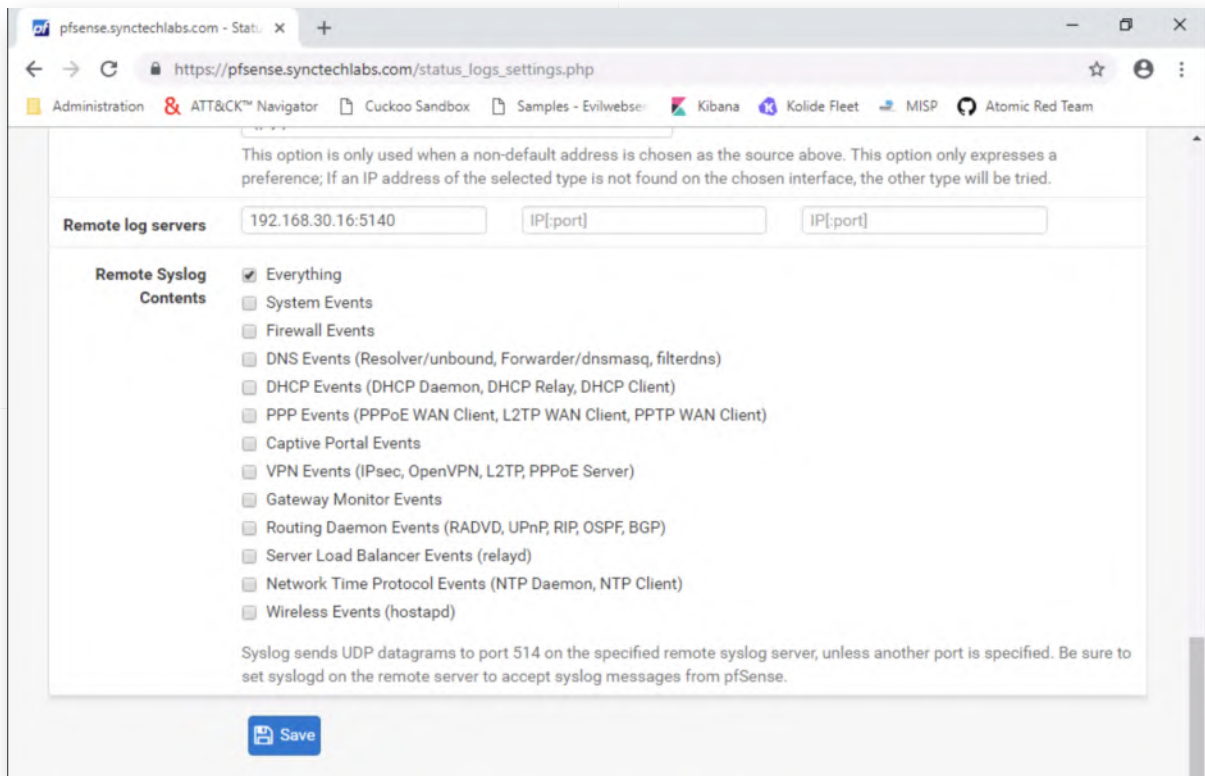 pfsense.synctechlabs.com - Statu
https://pfsense.synctechlabs.com/status_logs_settings.php
Administration ATT&CK™ Navigator Cuckoo Sandbox Samples - Evilwebser Kibana Kolide Fleet MISP Atomic Red Team
This option is only used when a non-default address is chosen as the source above. This option only expresses a
preference; If an IP address of the selected type is not found on the chosen interface, the other type will be tried.
Remote log servers 192.168.30.16:5140 IP[:port] IP[:port]
Remote Syslog Contents
Everything
System Events
Firewall Events
DNS Events (Resolver/unbound, Forwarder/dnsmasq, filterdns)
DHCP Events (DHCP Daemon, DHCP Relay, DHCP Client)
PPP Events (PPPoE WAN Client, L2TP WAN Client, PPTP WAN Client)
Captive Portal Events
VPN Events (IPsec, OpenVPN, L2TP, PPPoE Server)
Gateway Monitor Events
Routing Daemon Events (RADVD, UPnP, RIP, OSPF, BGP)
Server Load Balancer Events (relayd)
Network Time Protocol Events (NTP Daemon, NTP Client)
Wireless Events (hostapd)
Syslog sends UDP datagrams to port 514 on the specified remote syslog server, unless another port is specified. Be sure to
set syslogd on the remote server to accept syslog messages from pfSense.
Save